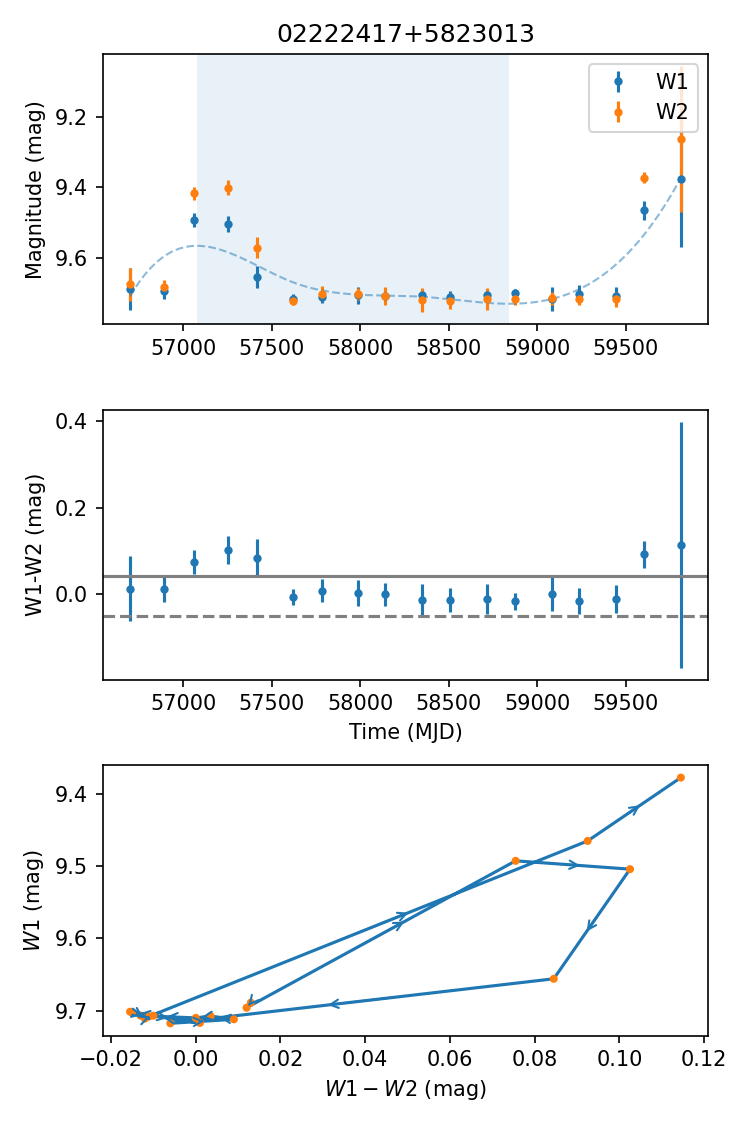 02222417+5823013
W1
W2
Magnitude (mag)
9.2
9.4
9.6
57000 57500 58000 58500 59000 59500
W1-W2 (mag)
0.4
0.2
0.0
57000 57500 58000 58500 59000 59500
Time (MJD)
W1 (mag)
9.4
9.5
9.6
9.7
−0.02 0.00 0.02 0.04 0.06 0.08 0.10 0.12
W1 − W2 (mag)